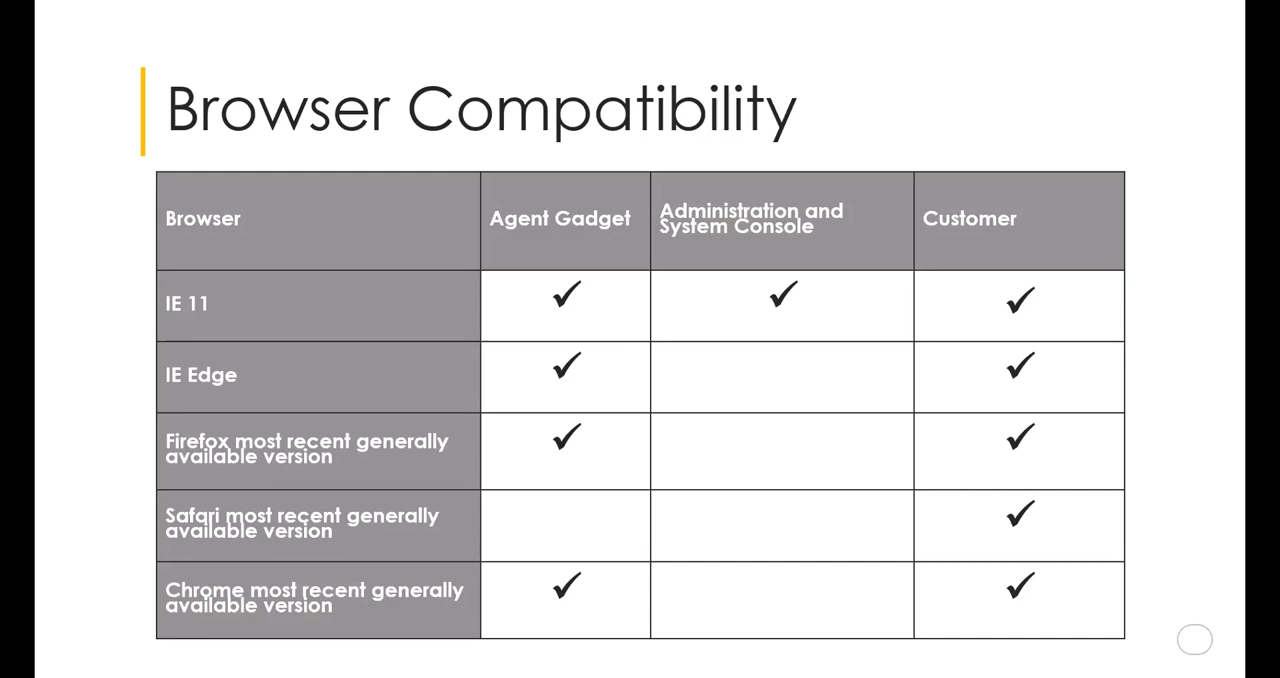 Browser Compatibility
Browser
Agent Gadget
Administration and
System Console
Customer
IE 11
✓
✓
✓
IE Edge
✓
✓
Firefox most recent generally
available version
✓
✓
Safari most recent generally
available version
✓
Chrome most recent generally
available version
✓
✓